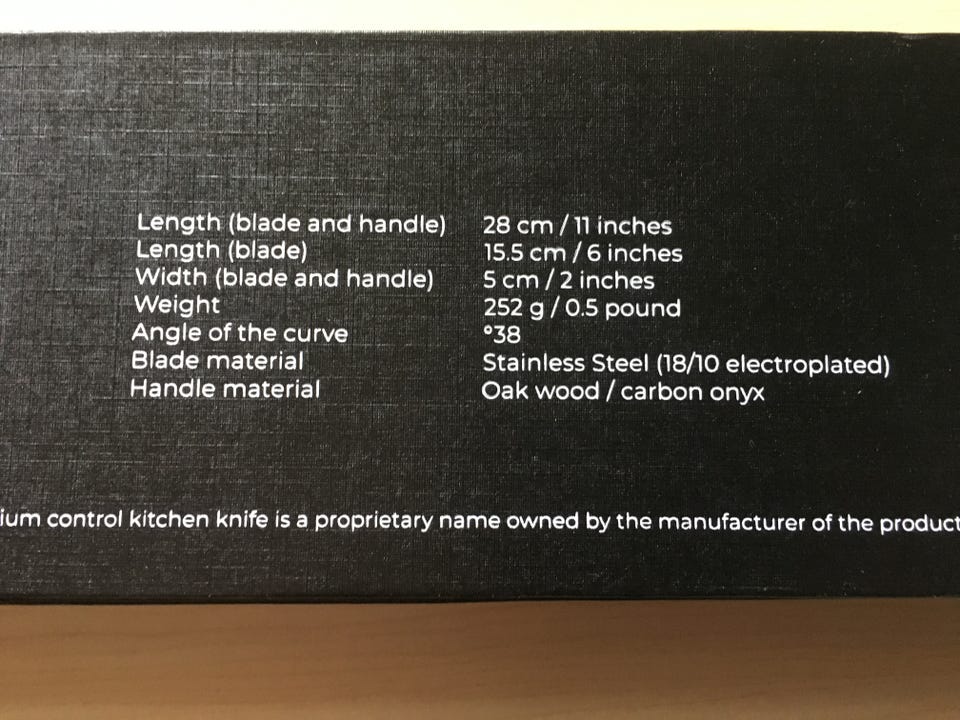 Length (blade and handle) 28 cm / 11 inches
Length (blade) 15.5 cm / 6 inches
Width (blade and handle) 5 cm / 2 inches
Weight 252 g / 0.5 pound
Angle of the curve °38
Blade material Stainless Steel (18/10 electroplated)
Handle material Oak wood / carbon onyx
ium control kitchen knife is a proprietary name owned by the manufacturer of the product